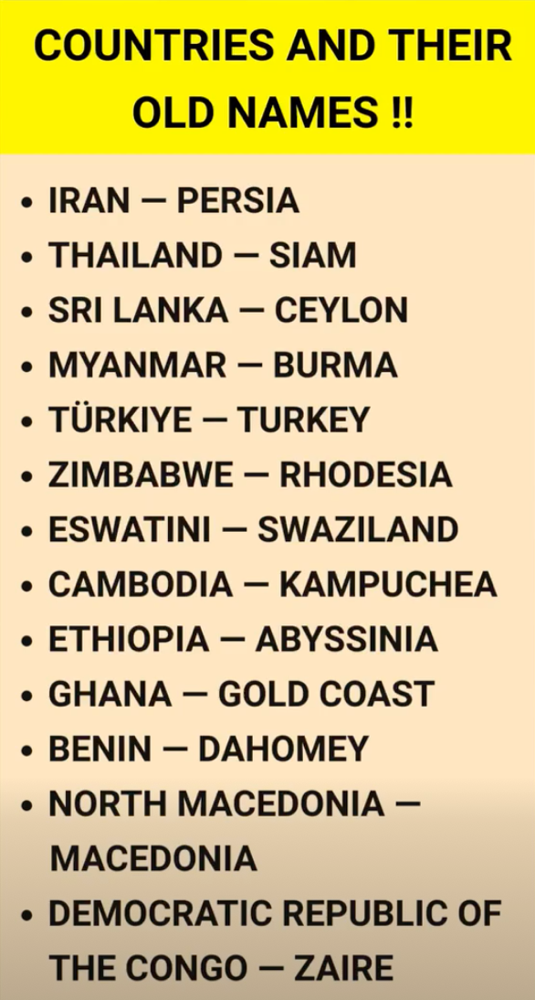 COUNTRIES AND THEIR
OLD NAMES !!
• IRAN — PERSIA
• THAILAND — SIAM
• SRI LANKA — CEYLON
• MYANMAR — BURMA
• TÜRKIYE — TURKEY
• ZIMBABWE — RHODESIA
• ESWATINI — SWAZILAND
• CAMBODIA — KAMPUCHEA
• ETHIOPIA — ABYSSINIA
• GHANA — GOLD COAST
• BENIN — DAHOMEY
• NORTH MACEDONIA —
MACEDONIA
• DEMOCRATIC REPUBLIC OF
THE CONGO — ZAIRE